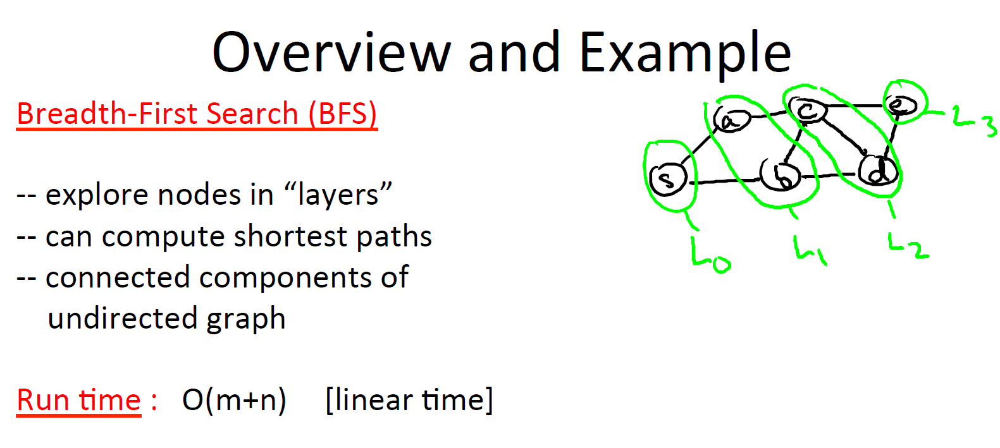 Overview and Example
Breadth-First Search (BFS)
-- explore nodes in “layers”
-- can compute shortest paths
-- connected components of
undirected graph
Run time : O(m+n) [linear time]
a c e
s b d
L3
L0 L1 L2